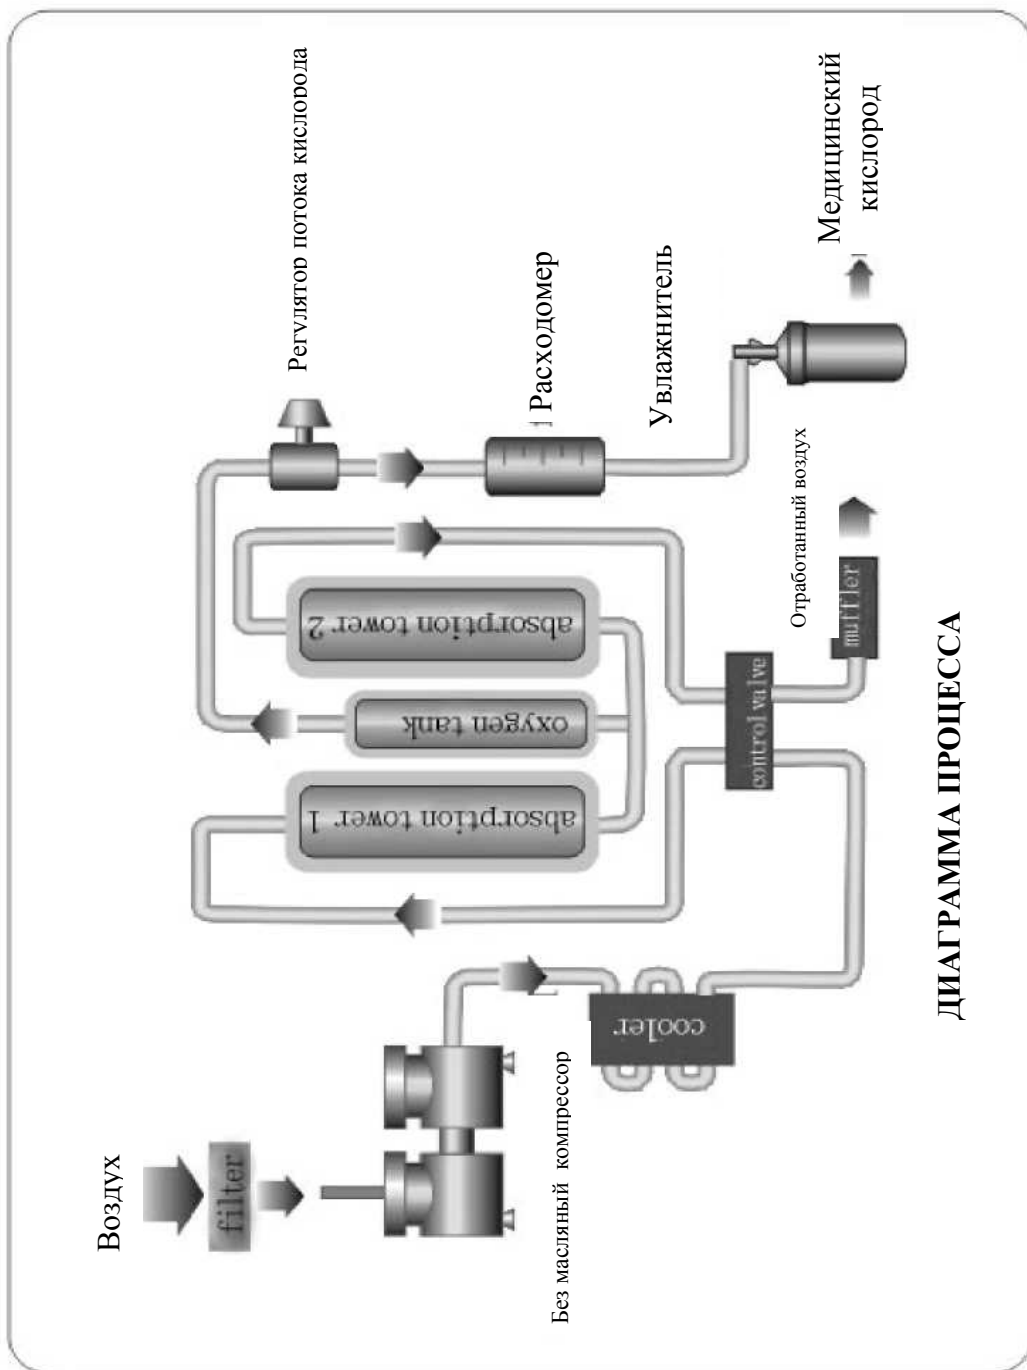 Воздух
filter
Без масляный компрессор
cooler
absorption tower 1
oxygen tank
absorption tower 2
control valve
muffler
Отработанный воздух
Регулятор потока кислорода
Расходомер
Увлажнитель
Медицинский
кислород
ДИАГРАММА ПРОЦЕССА